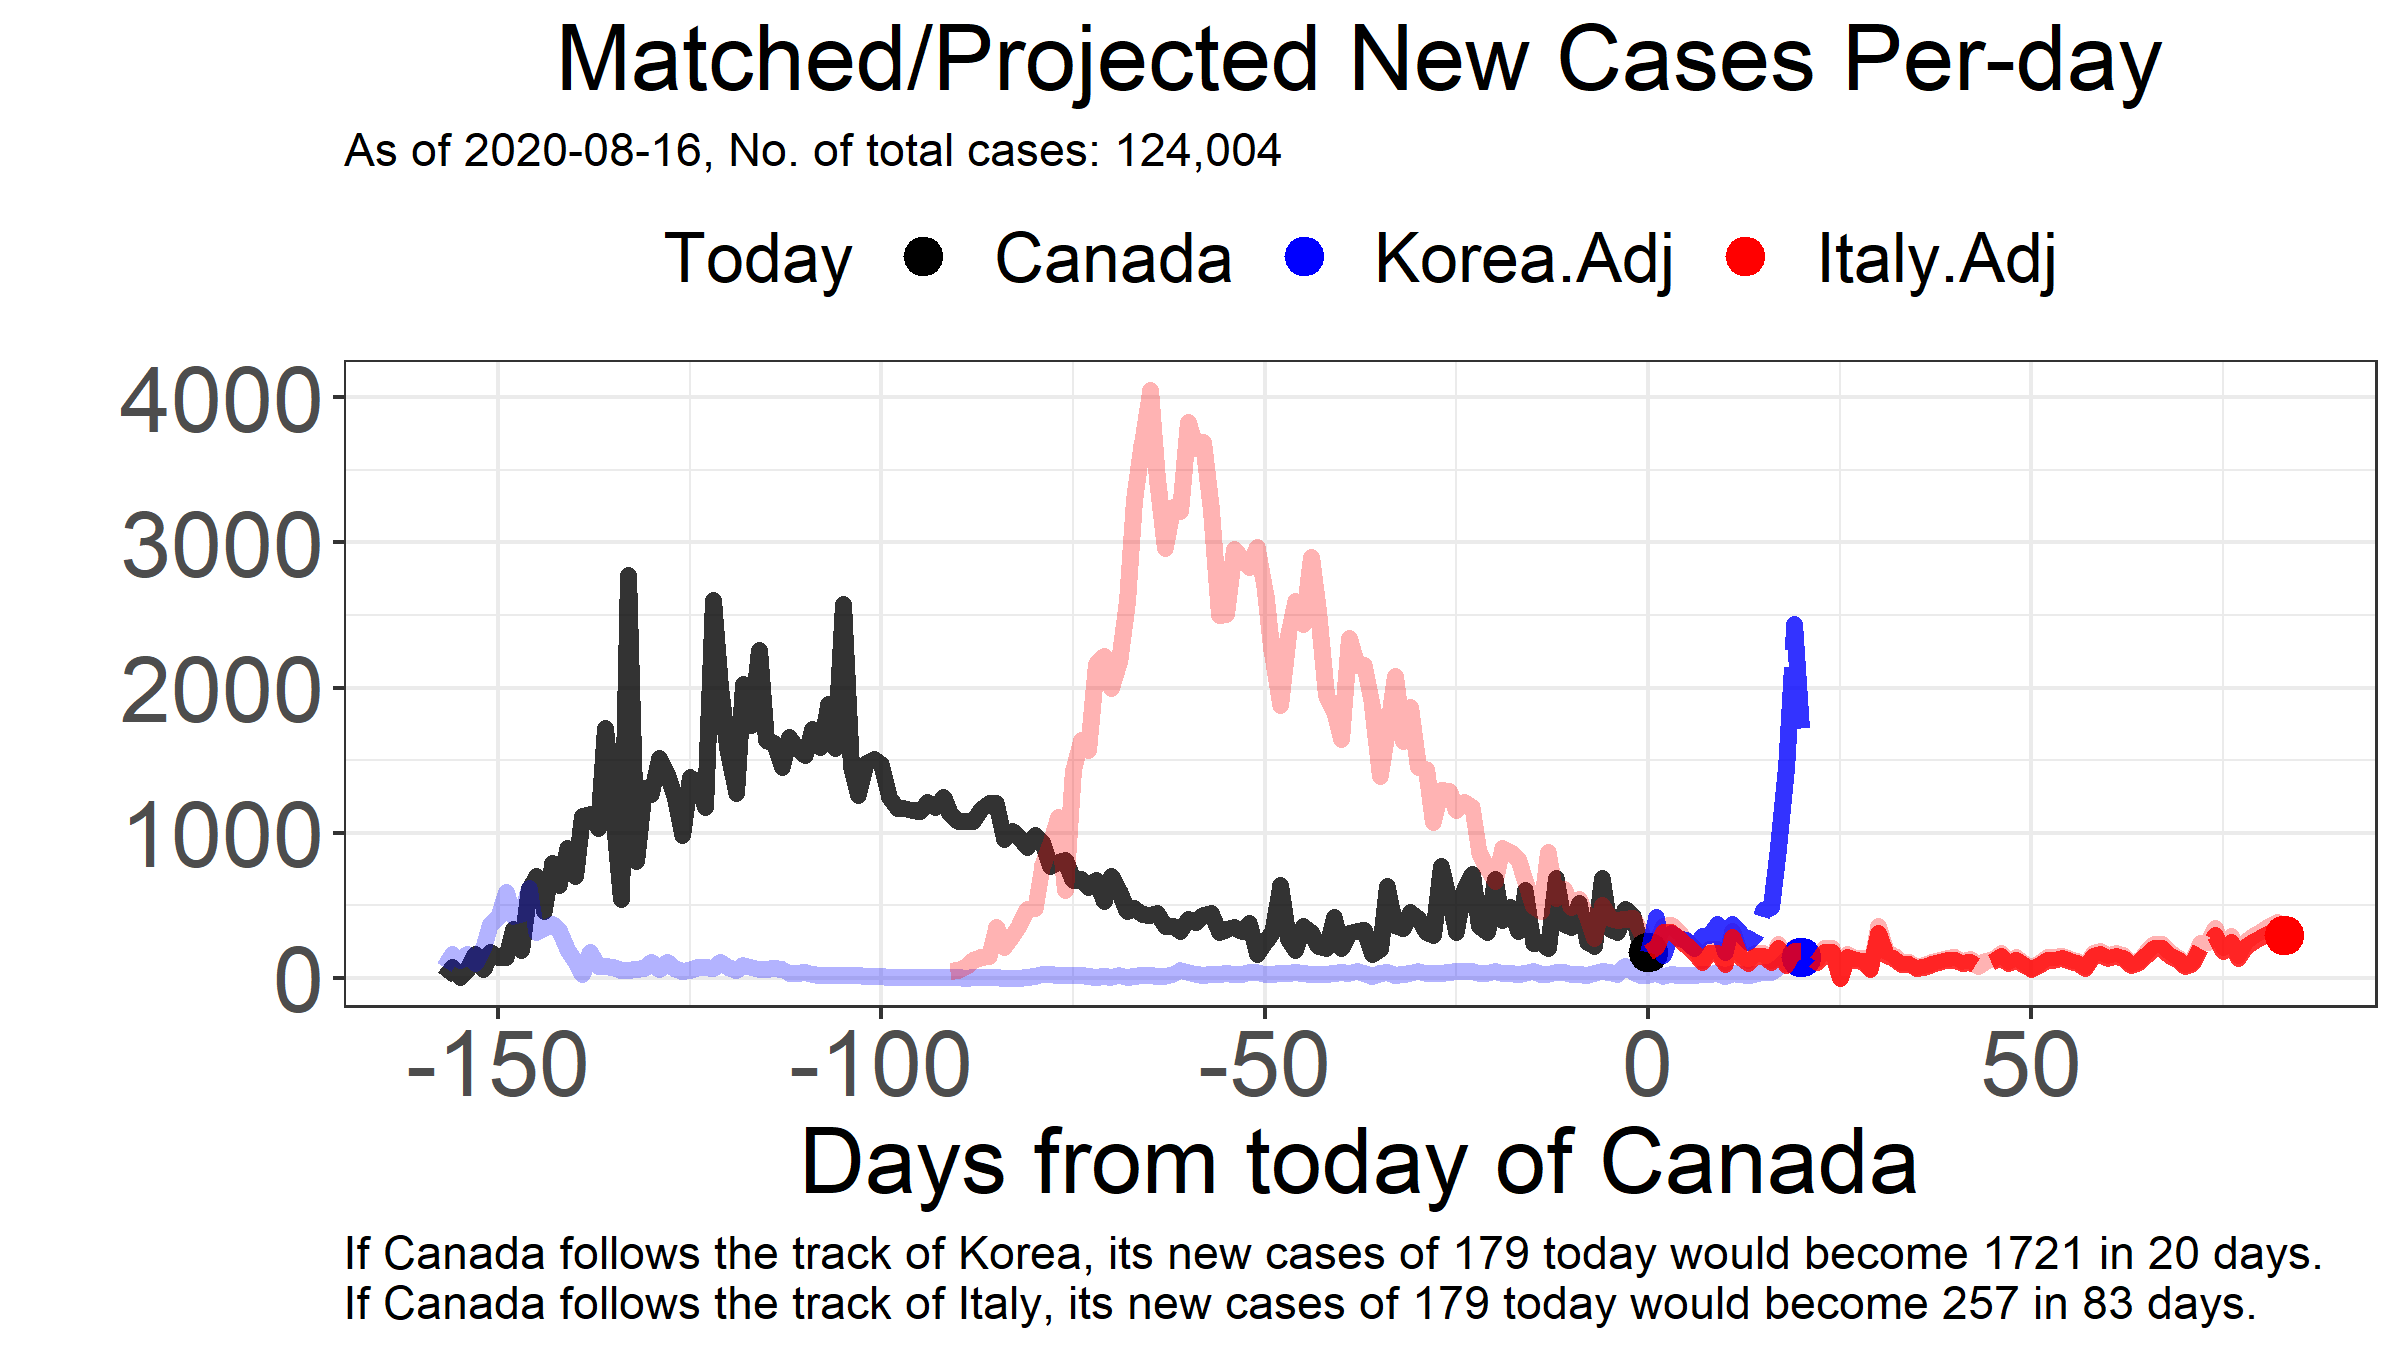 Matched/Projected New Cases Per-day
As of 2020-08-16, No. of total cases: 124,004
Today Canada Korea.Adj Italy.Adj
4000
3000
2000
1000
0
-150 -100 -50 0 50
Days from today of Canada
If Canada follows the track of Korea, its new cases of 179 today would become 1721 in 20 days.
If Canada follows the track of Italy, its new cases of 179 today would become 257 in 83 days.